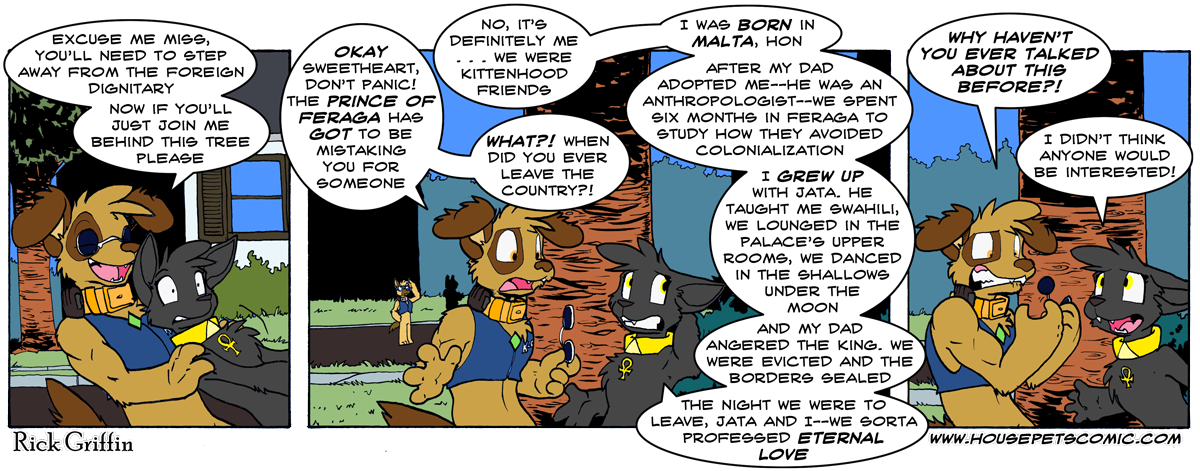 EXCUSE ME MISS,
YOU'LL NEED TO STEP
AWAY FROM THE FOREIGN
DIGNITARY
NOW IF YOU'LL
JUST JOIN ME
BEHIND THIS TREE
PLEASE
OKAY
SWEETHEART,
DON'T PANIC!
THE PRINCE OF
FERAGA HAS
GOT TO BE
MISTAKING
YOU FOR
SOMEONE
NO, IT'S
DEFINITELY ME
. . . WE WERE
KITTENHOOD
FRIENDS
WHAT?! WHEN
DID YOU EVER
LEAVE THE
COUNTRY?!
I WAS BORN IN
MALTA, HON
AFTER MY DAD
ADOPTED ME--HE WAS AN
ANTHROPOLOGIST--WE SPENT
SIX MONTHS IN FERAGA TO
STUDY HOW THEY AVOIDED
COLONIALIZATION
I GREW UP
WITH JATA. HE
TAUGHT ME SWAHILI,
WE LOUNGED IN THE
PALACE'S UPPER
ROOMS, WE DANCED
IN THE SHALLOWS
UNDER THE
MOON
AND MY DAD
ANGERED THE KING. WE
WERE EVICTED AND THE
BORDERS SEALED
THE NIGHT WE WERE TO
LEAVE, JATA AND I--WE SORTA
PROFESSED ETERNAL
LOVE
WHY HAVEN'T
YOU EVER TALKED
ABOUT THIS
BEFORE?!
I DIDN'T THINK
ANYONE WOULD
BE INTERESTED!
Rick Griffin
WWW.HOUSEPETSCOMIC.COM